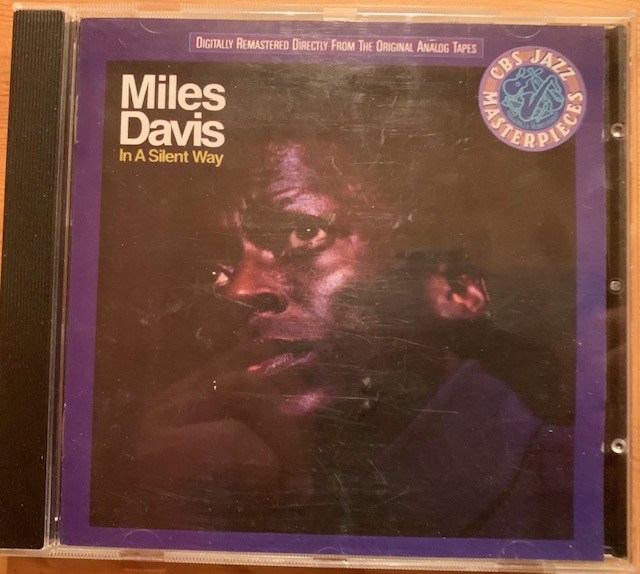 DIGITALLY REMASTERED DIRECTLY FROM THE ORIGINAL ANALOG TAPES
CBS JAZZ
MASTERPIECES
Miles
Davis
In A Silent Way